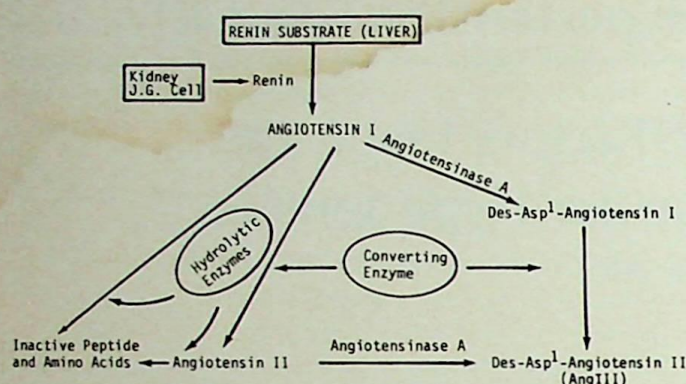 RENIN SUBSTRATE (LIVER)
Kidney
J.G. Cell
Renin
ANGIOTENSIN I
Angiotensinase A
Des-Asp1-Angiotensin I
Hydrolytic
Enzymes
Converting
Enzyme
Inactive Peptide
and Amino Acids
Angiotensin II
Angiotensinase A
Des-Asp1-Angiotensin II
(AngIII)